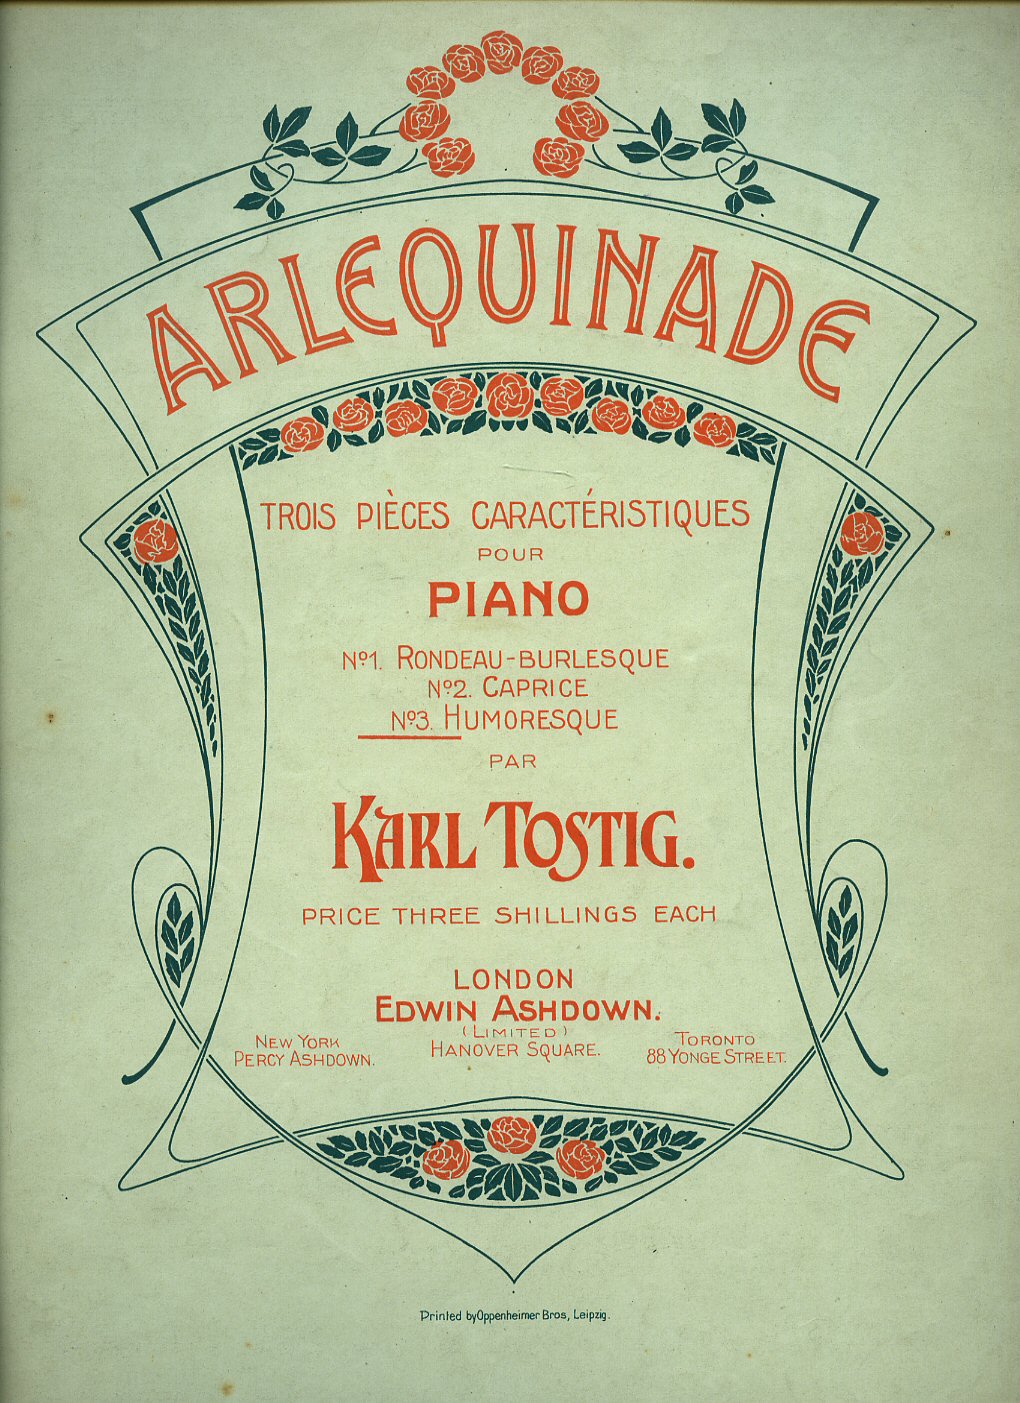 ARLEQUINADE
TROIS PIÈCES CARACTÉRISTIQUES
POUR
PIANO
Nº1. RONDEAU-BURLESQUE
Nº2. CAPRICE
Nº3. HUMORESQUE
PAR
KARL TOSTIG.
PRICE THREE SHILLINGS EACH
LONDON
EDWIN ASHDOWN.
(LIMITED)
HANOVER SQUARE.
NEW YORK
PERCY ASHDOWN.
TORONTO
88 YONGE STREET.
Printed by Oppenheimer Bros, Leipzig.